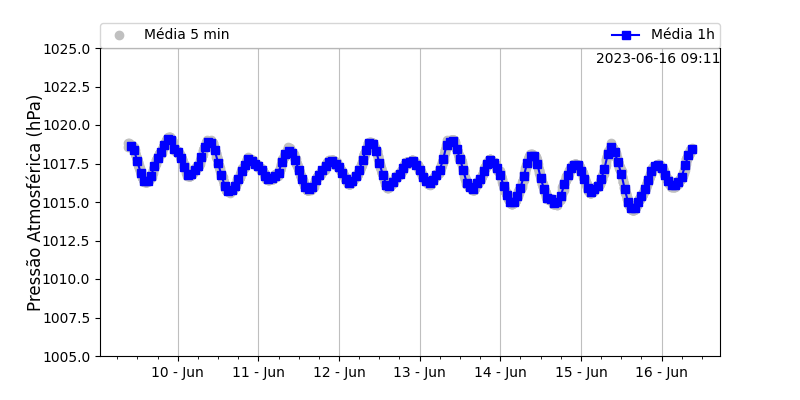 Média 5 min
Média 1h
2023-06-16 09:11
Pressão Atmosférica (hPa)
1025.0
1022.5
1020.0
1017.5
1015.0
1012.5
1010.0
1007.5
1005.0
10 - Jun
11 - Jun
12 - Jun
13 - Jun
14 - Jun
15 - Jun
16 - Jun